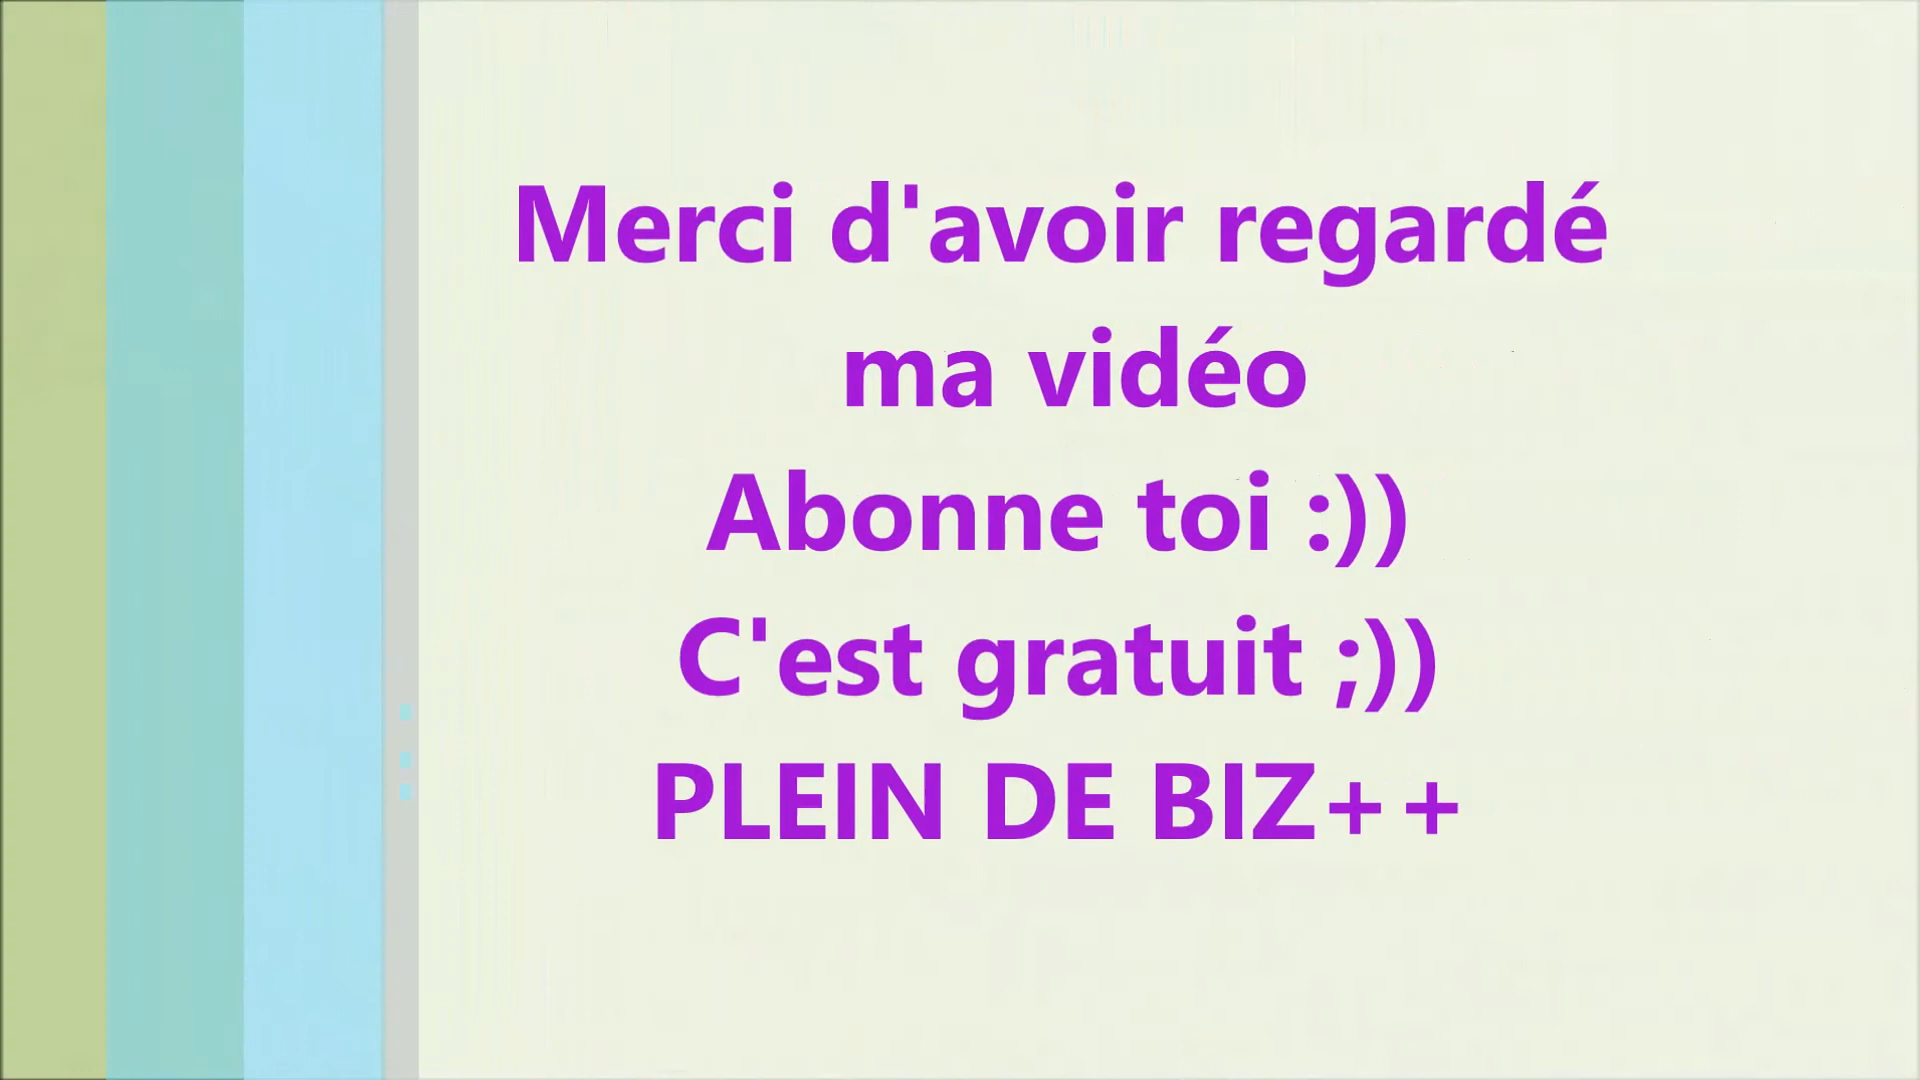 Merci d'avoir regardé
ma vidéo
Abonne toi :))
C'est gratuit ;))
PLEIN DE BIZ++